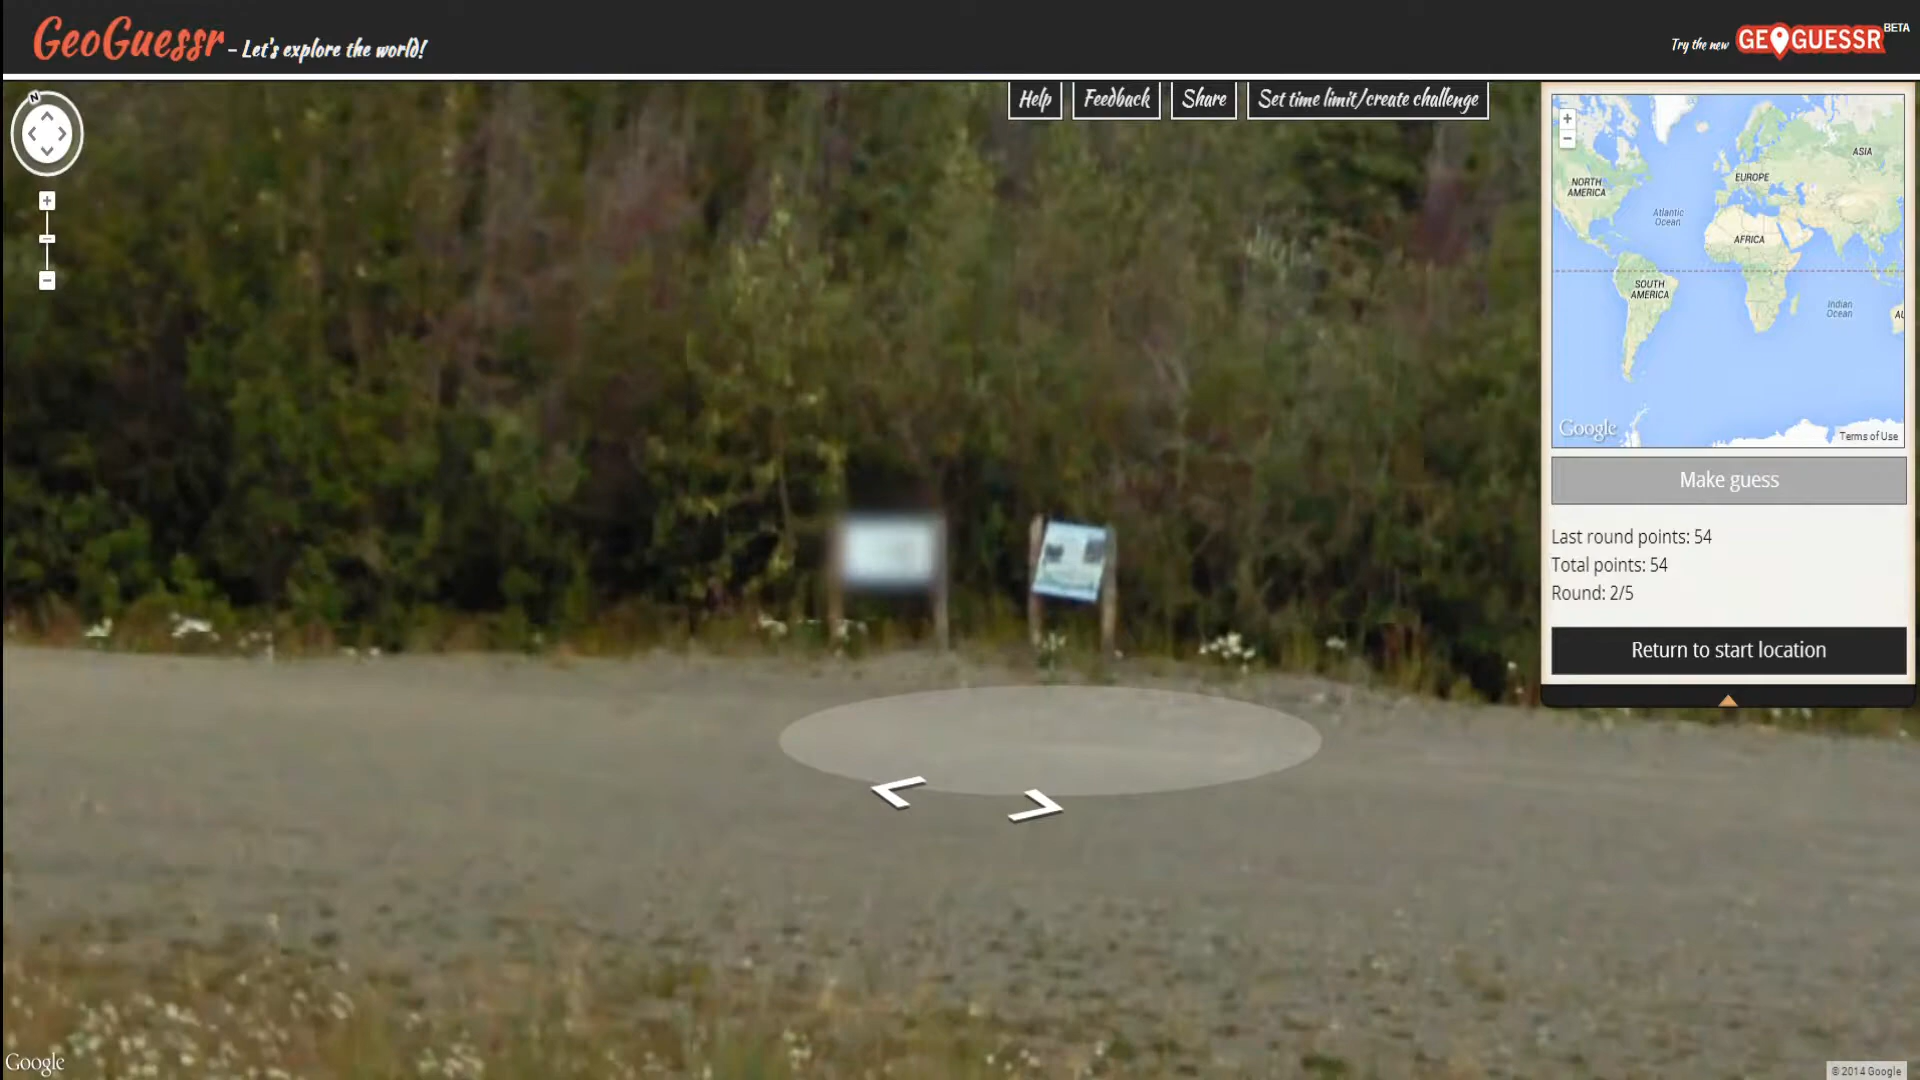 GeoGuessr - Let's explore the world!
Try the new GEOGUESSR BETA
N
Help
Feedback
Share
Set time limit/create challenge
NORTH AMERICA
Atlantic Ocean
EUROPE
ASIA
AFRICA
SOUTH AMERICA
Indian Ocean
AU
Google
Terms of Use
Make guess
Last round points: 54
Total points: 54
Round: 2/5
Return to start location
Google
© 2014 Google